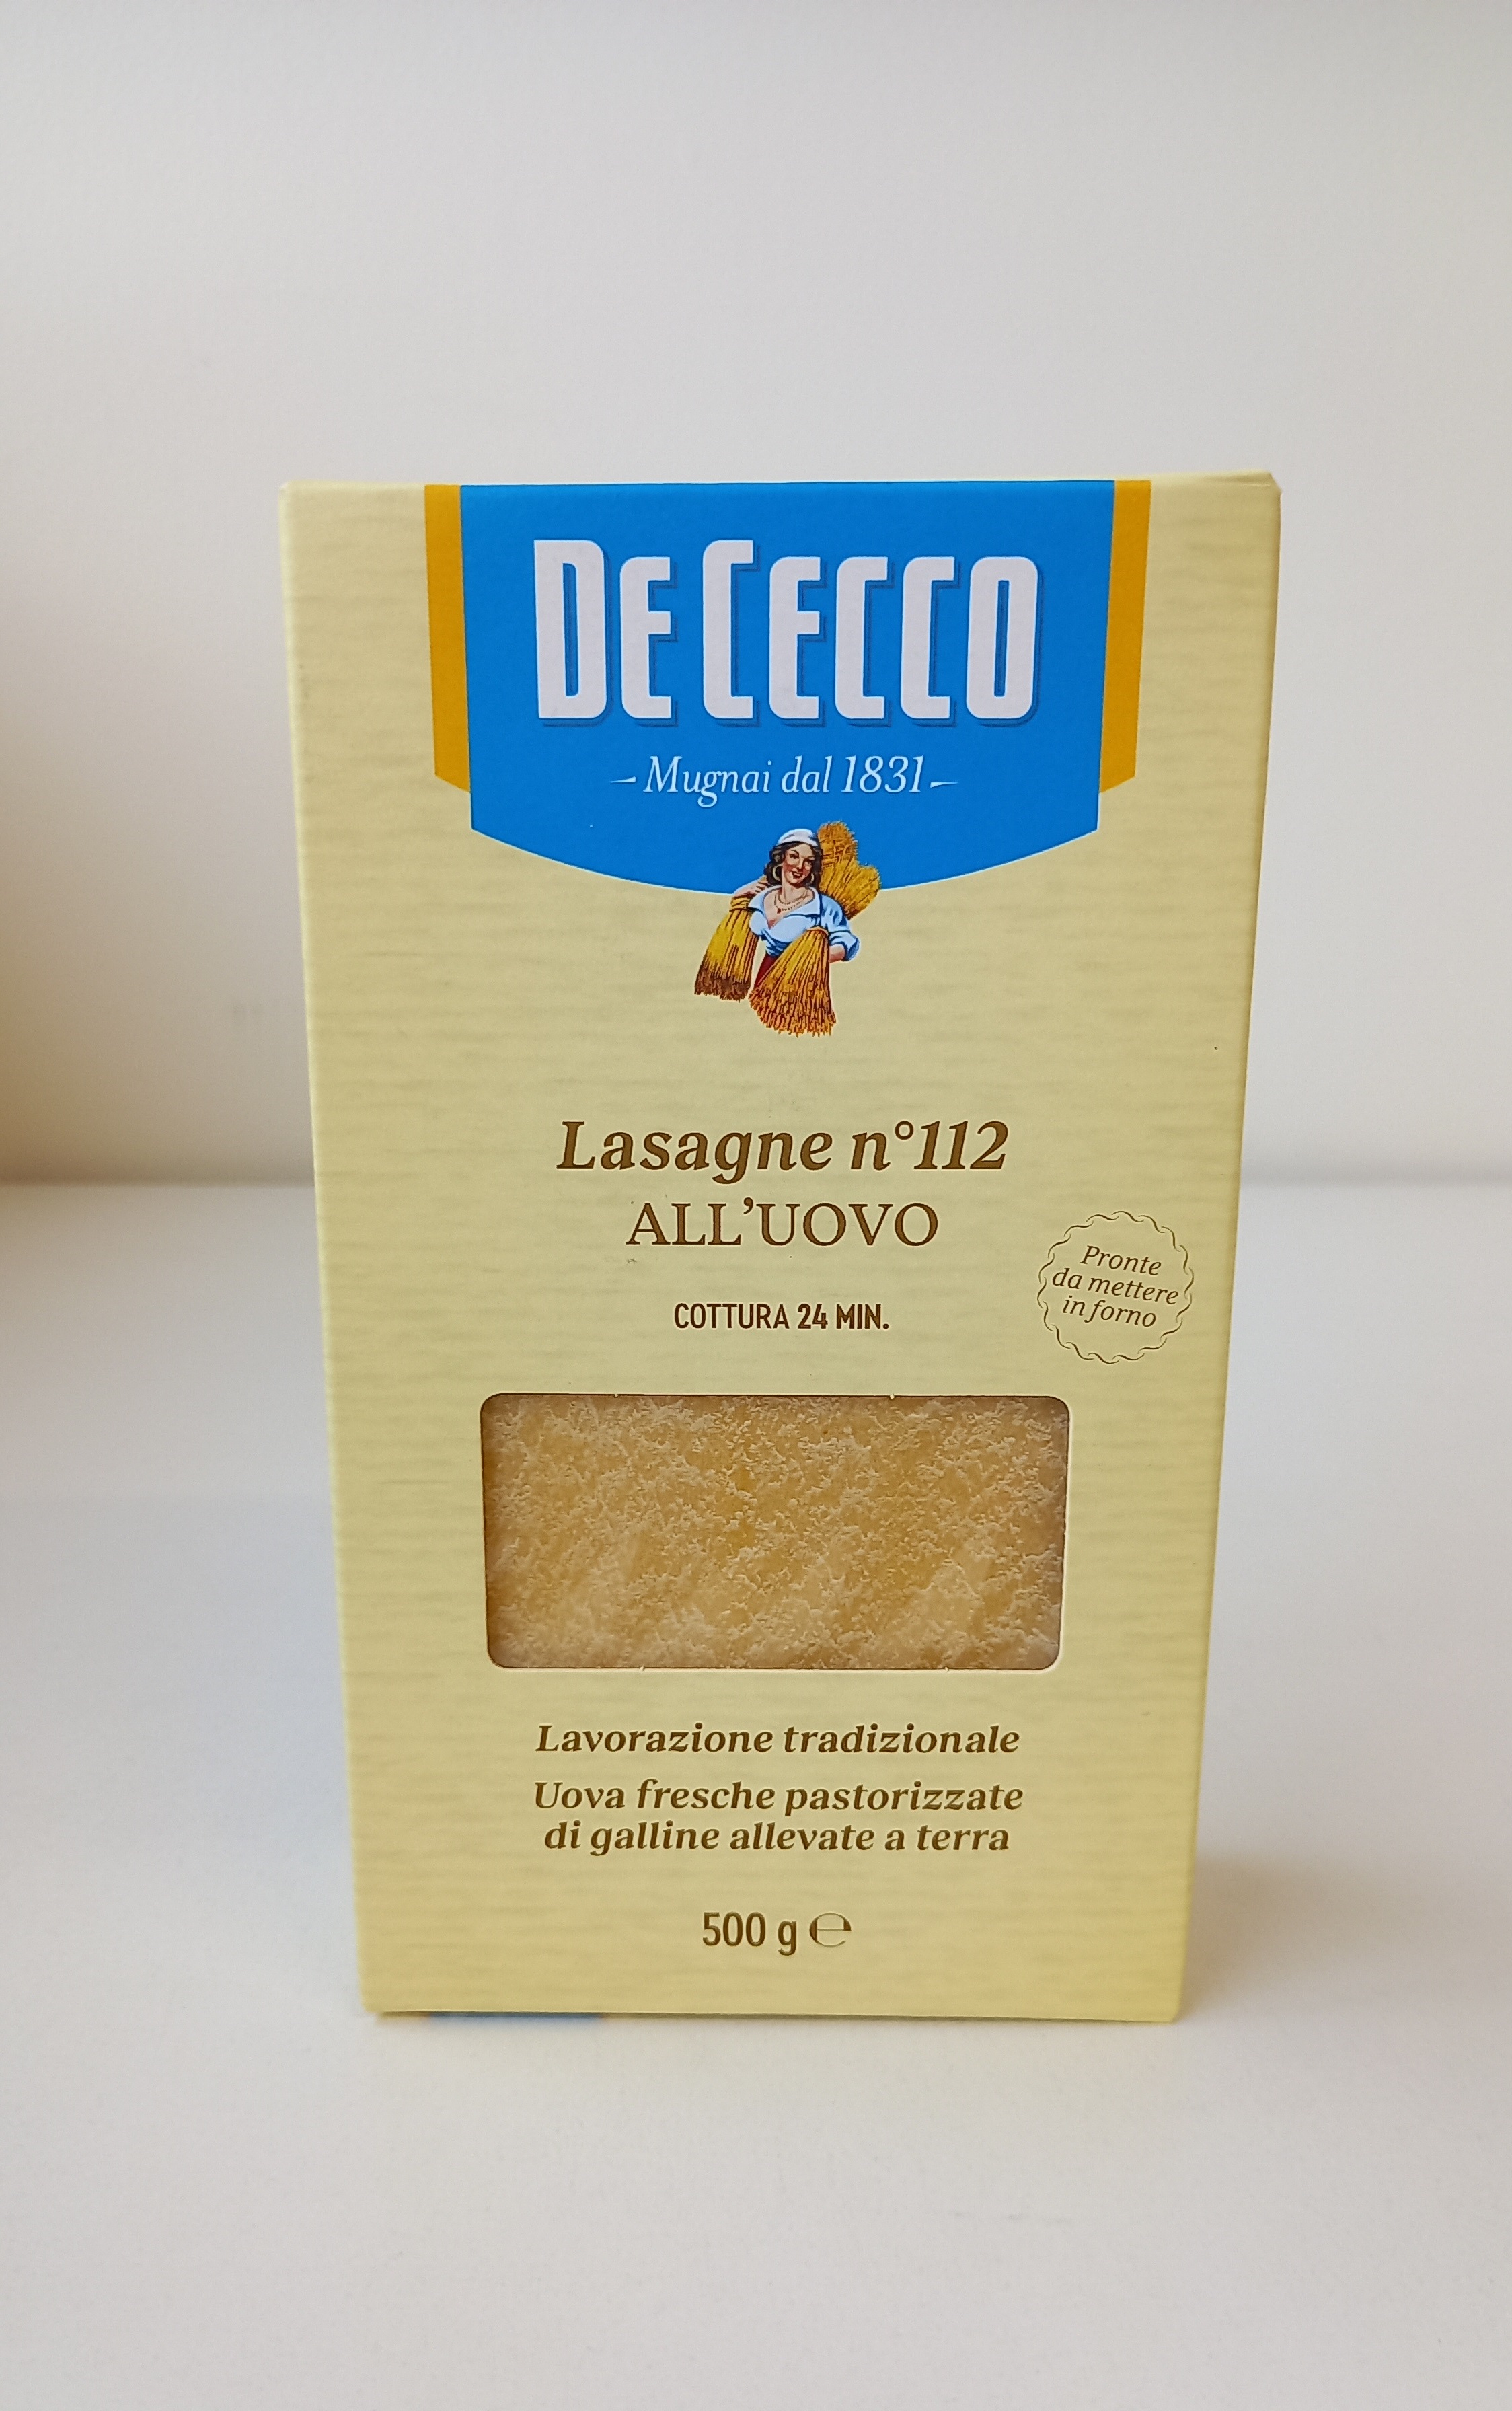 DE CECCO
Mugnai dal 1831
Lasagne n°112
ALL'UOVO
COTTURA 24 MIN.
Pronte
da mettere
in forno
Lavorazione tradizionale
Uova fresche pastorizzate
di galline allevate a terra
500 g ℮